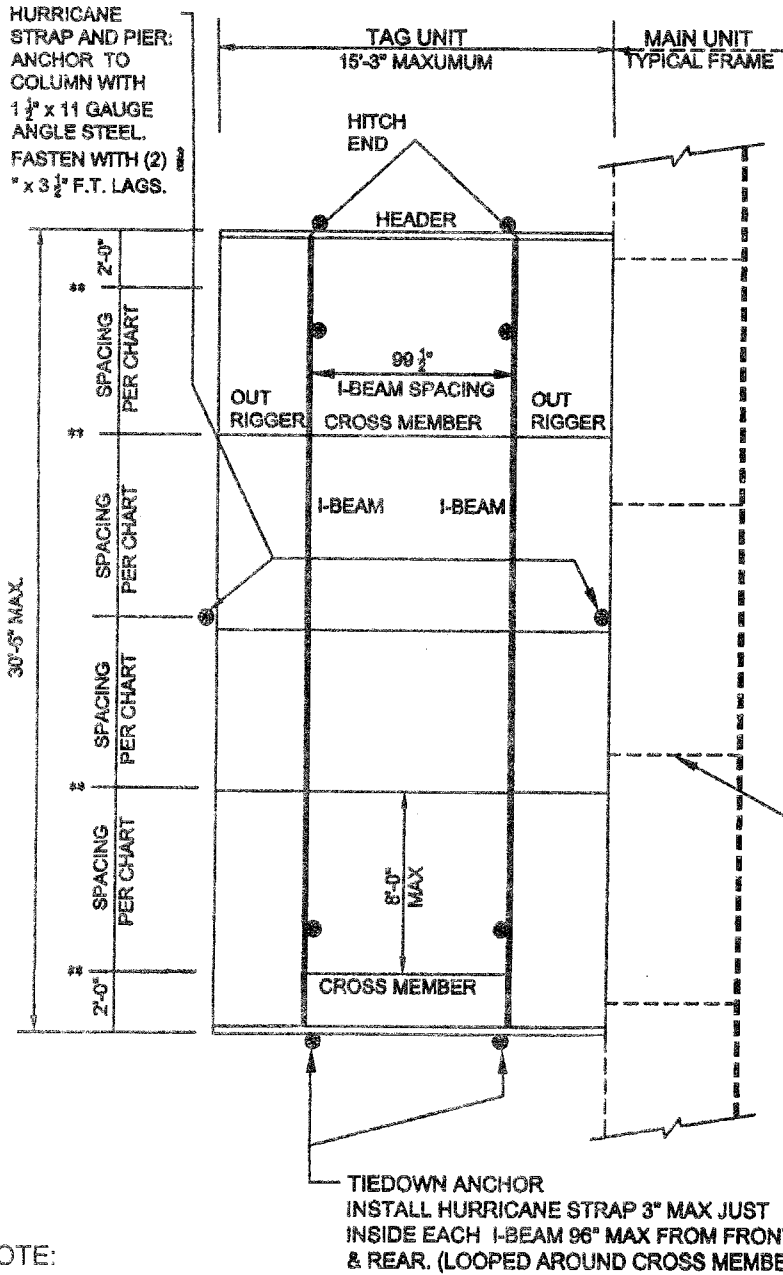 HURRICANE
STRAP AND PIER:
ANCHOR TO
COLUMN WITH
1 ½" x 11 GAUGE
ANGLE STEEL.
FASTEN WITH (2)
" x 3 ½" F.T. LAGS.
TAG UNIT
15'-3" MAXUMUM
MAIN UNIT
TYPICAL FRAME
HITCH
END
HEADER
2'-0"
**
SPACING
PER CHART
99 ½"
I-BEAM SPACING
OUT
RIGGER
CROSS MEMBER
OUT
RIGGER
**
I-BEAM
I-BEAM
SPACING
PER CHART
30'-6" MAX.
SPACING
PER CHART
**
SPACING
PER CHART
8'-0"
MAX
**
CROSS MEMBER
2'-0"
TIEDOWN ANCHOR
INSTALL HURRICANE STRAP 3" MAX JUST
INSIDE EACH I-BEAM 96" MAX FROM FRONT
& REAR. (LOOPED AROUND CROSS MEMBE
OTE: